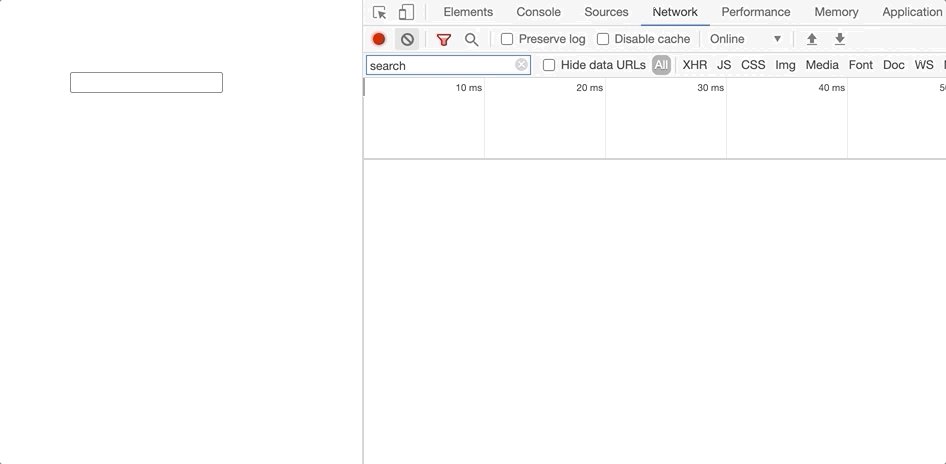 Elements Console Sources Network Performance Memory Application
Preserve log Disable cache Online
search Hide data URLs All XHR JS CSS Img Media Font Doc WS
10 ms 20 ms 30 ms 40 ms